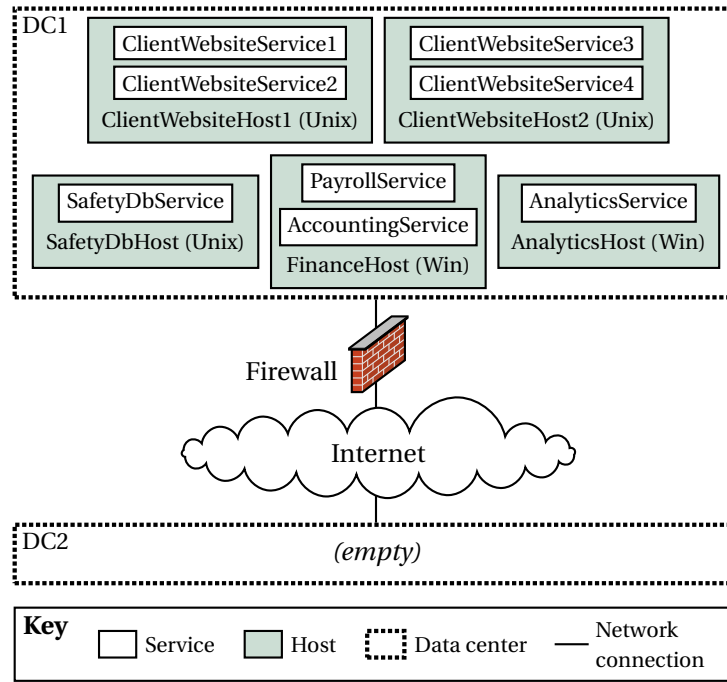 DC1
ClientWebsiteService1
ClientWebsiteService2
ClientWebsiteHost1 (Unix)
ClientWebsiteService3
ClientWebsiteService4
ClientWebsiteHost2 (Unix)
SafetyDbService
SafetyDbHost (Unix)
PayrollService
AccountingService
FinanceHost (Win)
AnalyticsService
AnalyticsHost (Win)
Firewall
Internet
DC2
(empty)
Key
Service
Host
Data center
Network
connection